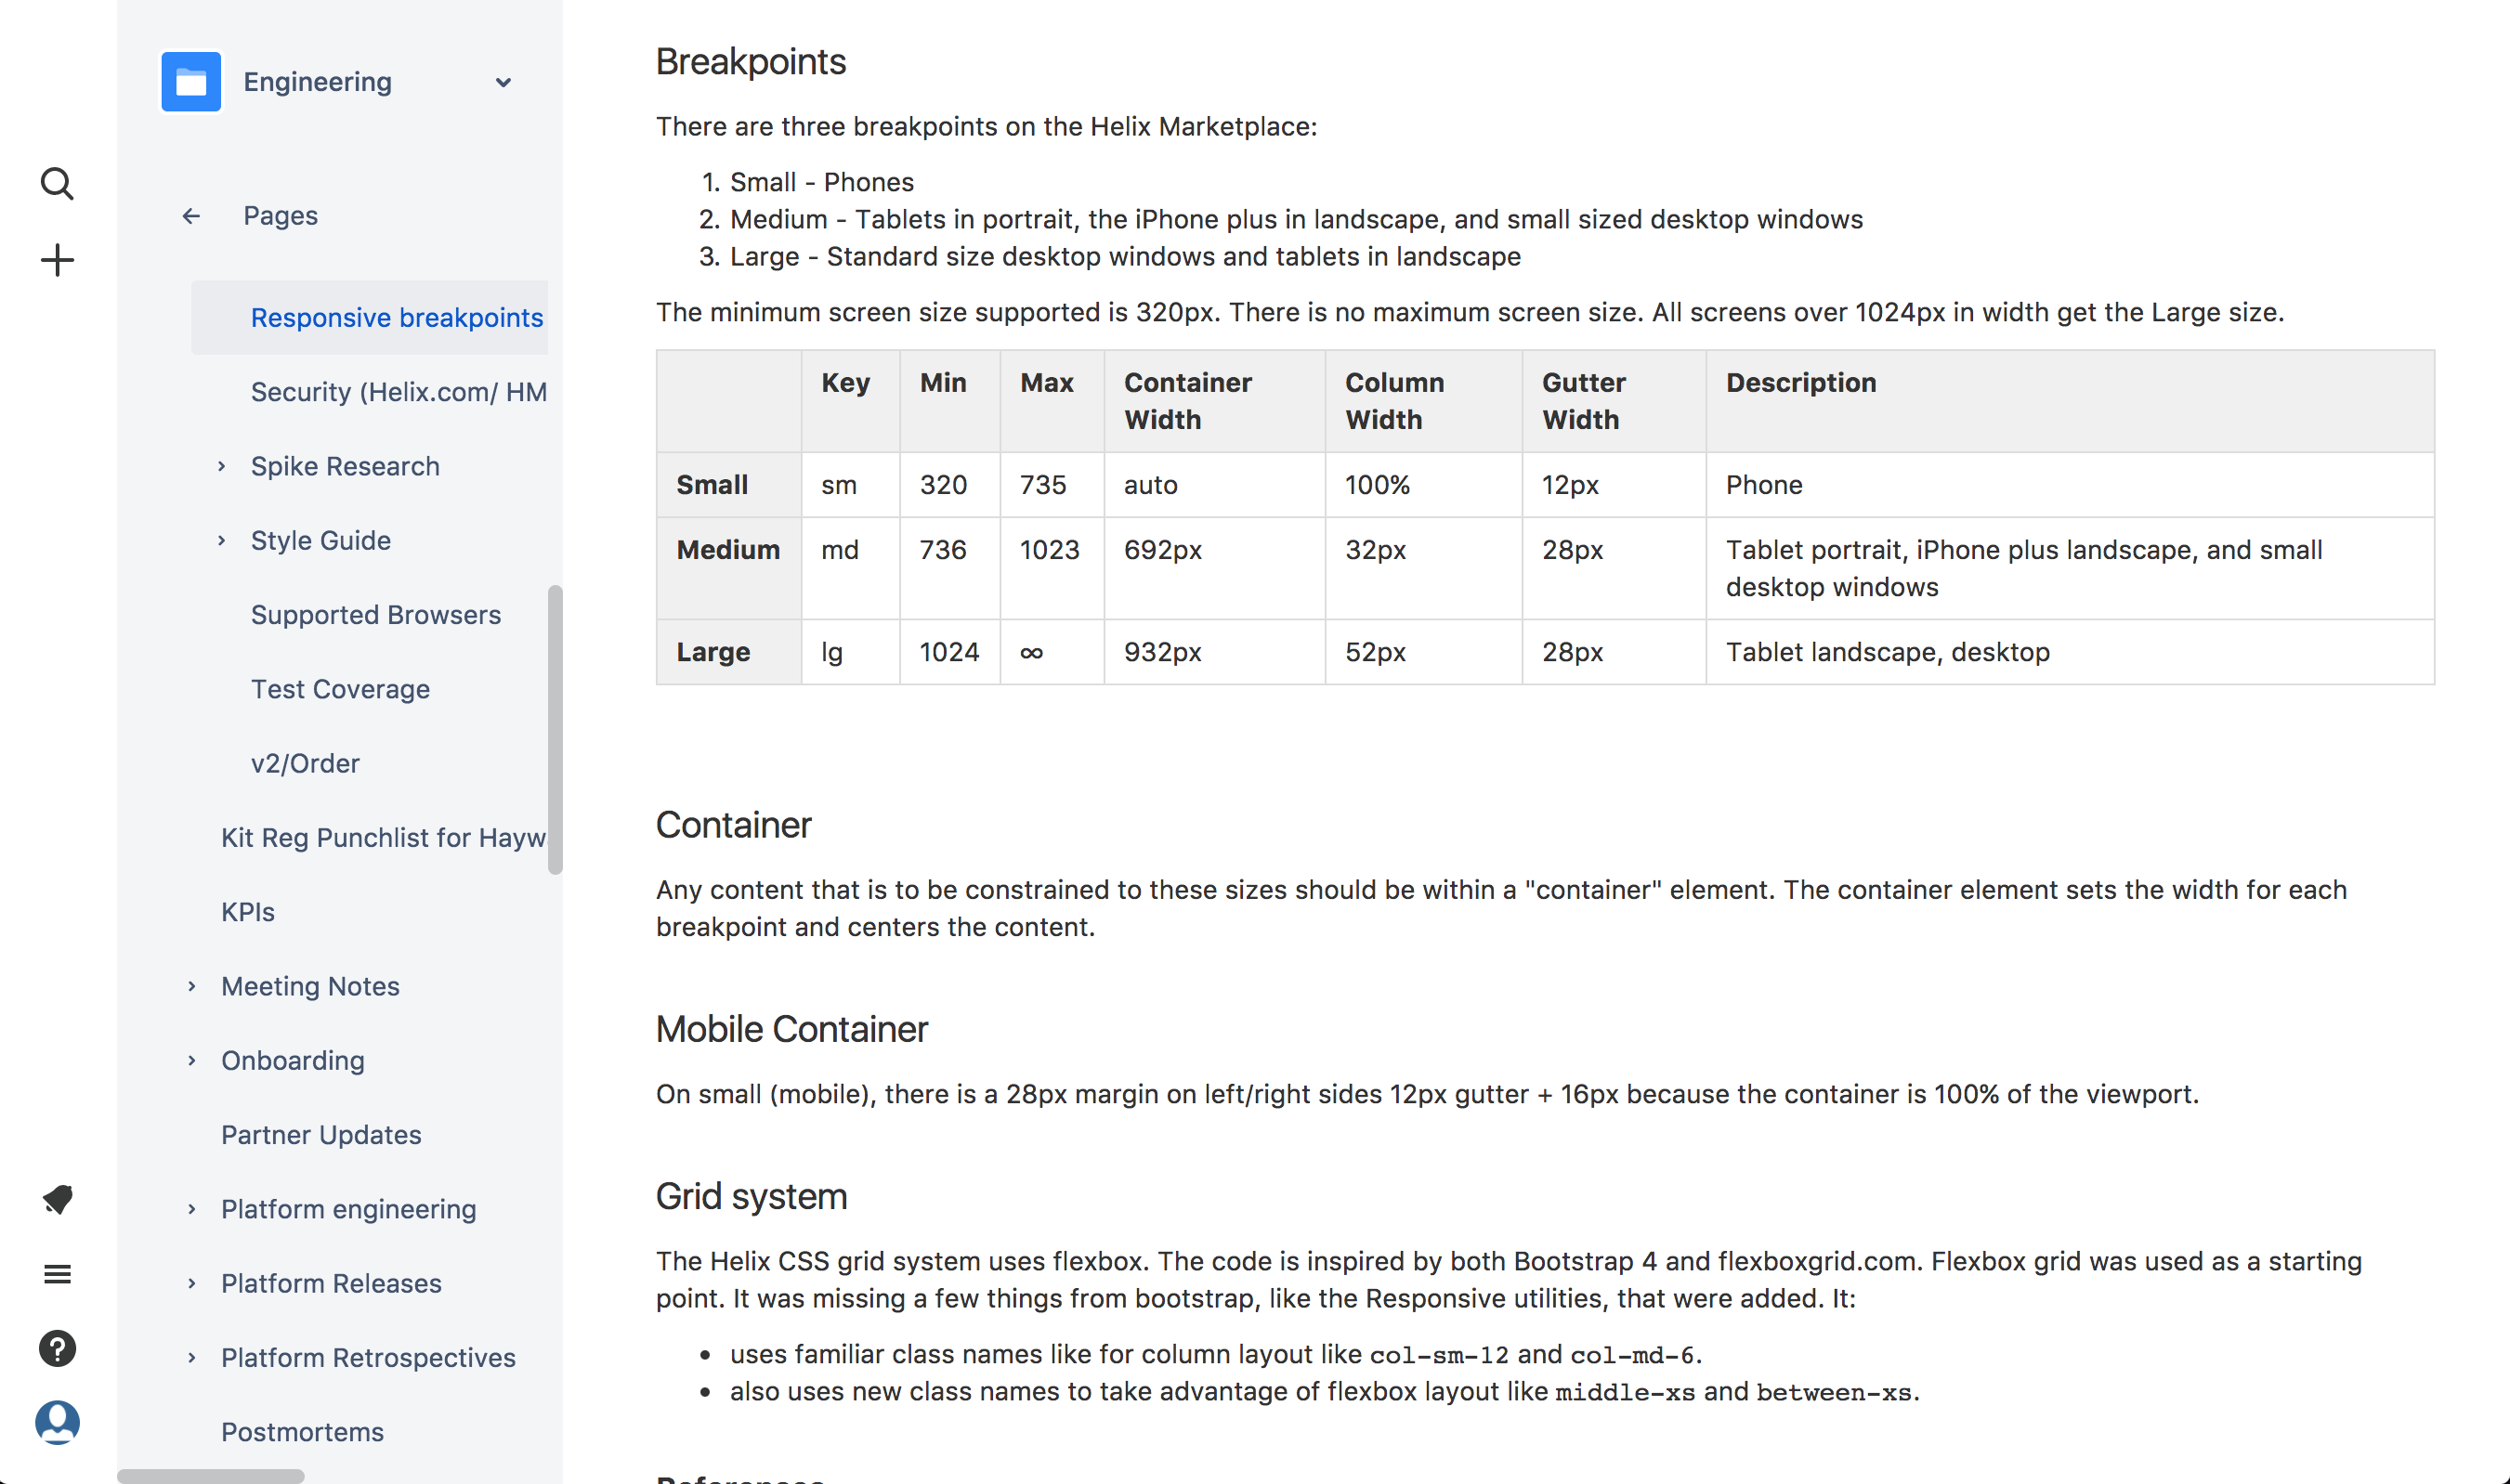 Engineering
Pages
Responsive breakpoints
Security (Helix.com/ HM
Spike Research
Style Guide
Supported Browsers
Test Coverage
v2/Order
Kit Reg Punchlist for Hayw
KPIs
Meeting Notes
Onboarding
Partner Updates
Platform engineering
Platform Releases
Platform Retrospectives
Postmortems
Breakpoints
There are three breakpoints on the Helix Marketplace:
1. Small - Phones
2. Medium - Tablets in portrait, the iPhone plus in landscape, and small sized desktop windows
3. Large - Standard size desktop windows and tablets in landscape
The minimum screen size supported is 320px. There is no maximum screen size. All screens over 1024px in width get the Large size.
Key Min Max Container Width Column Width Gutter Width Description
Small sm 320 735 auto 100% 12px Phone
Medium md 736 1023 692px 32px 28px Tablet portrait, iPhone plus landscape, and small
desktop windows
Large lg 1024 ∞ 932px 52px 28px Tablet landscape, desktop
Container
Any content that is to be constrained to these sizes should be within a "container" element. The container element sets the width for each
breakpoint and centers the content.
Mobile Container
On small (mobile), there is a 28px margin on left/right sides 12px gutter + 16px because the container is 100% of the viewport.
Grid system
The Helix CSS grid system uses flexbox. The code is inspired by both Bootstrap 4 and flexboxgrid.com. Flexbox grid was used as a starting
point. It was missing a few things from bootstrap, like the Responsive utilities, that were added. It:
• uses familiar class names like for column layout like col-sm-12 and col-md-6.
• also uses new class names to take advantage of flexbox layout like middle-xs and between-xs.
References